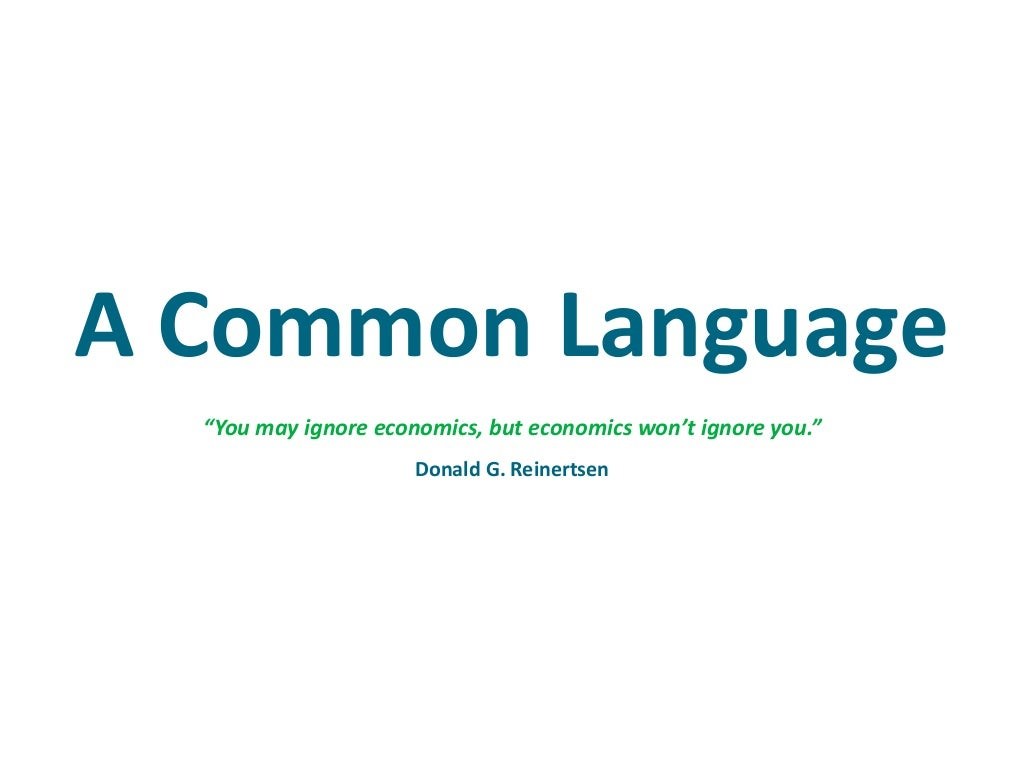 A Common Language
“You may ignore economics, but economics won’t ignore you.”
Donald G. Reinertsen